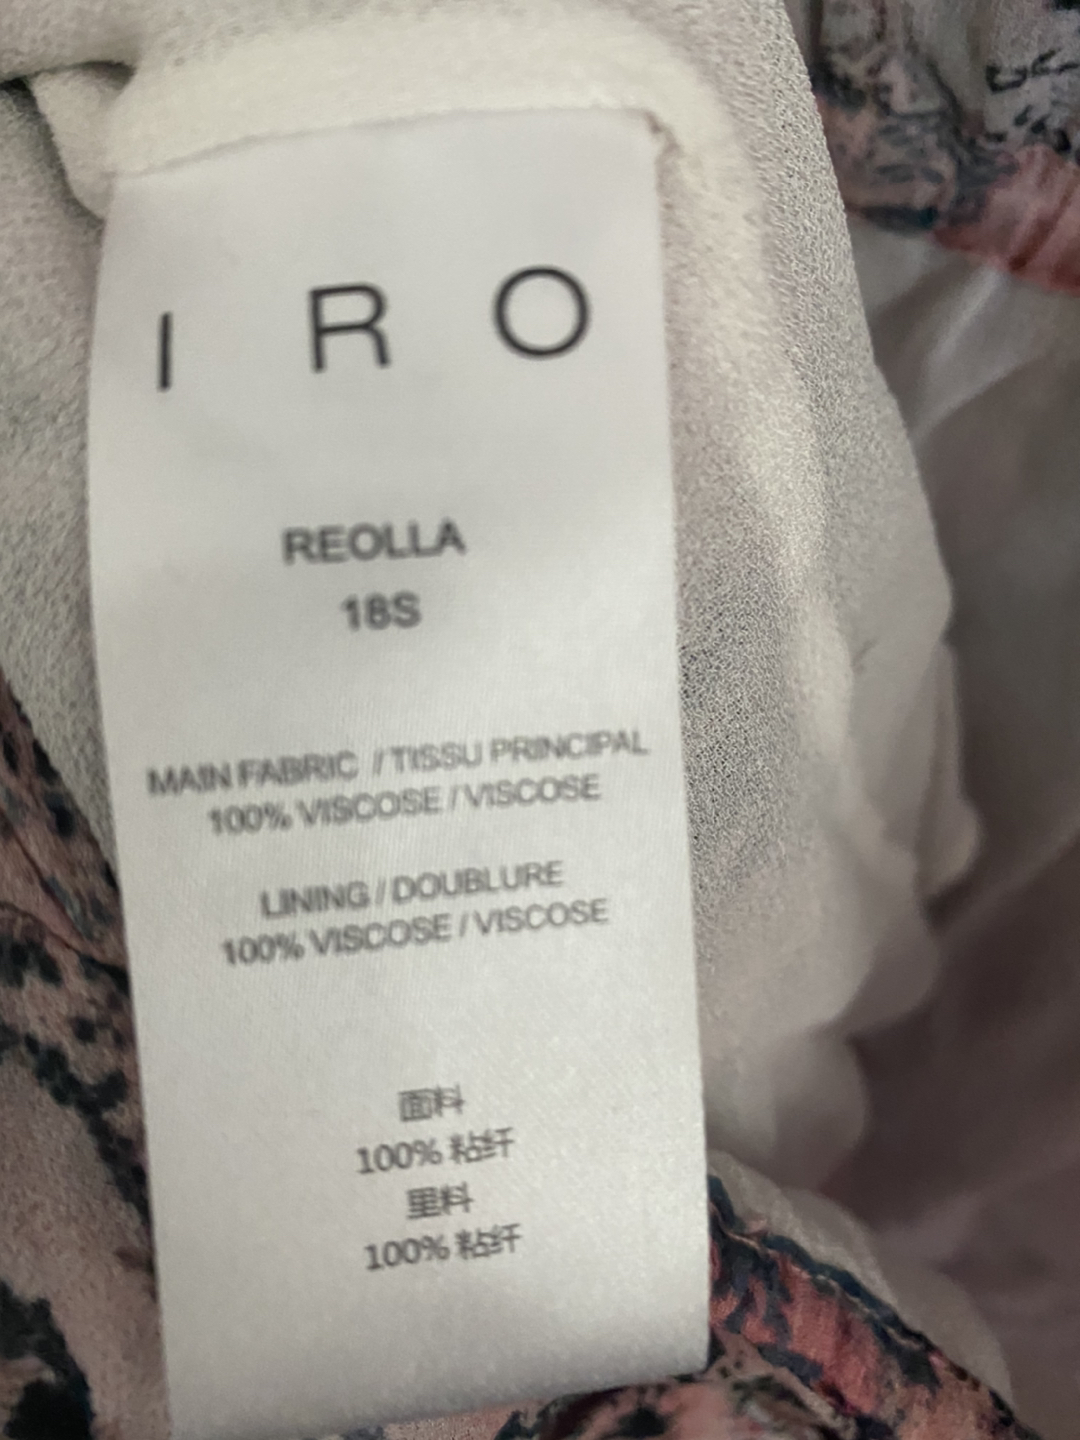 I R O
REOLLA
18S
MAIN FABRIC / TISSU PRINCIPAL
100% VISCOSE / VISCOSE
LINING / DOUBLURE
100% VISCOSE / VISCOSE
面料
100% 粘纤
里料
100% 粘纤